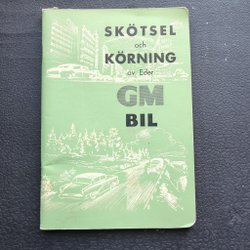 SKÖTSEL
och
KÖRNING
av Eder
GM
BIL